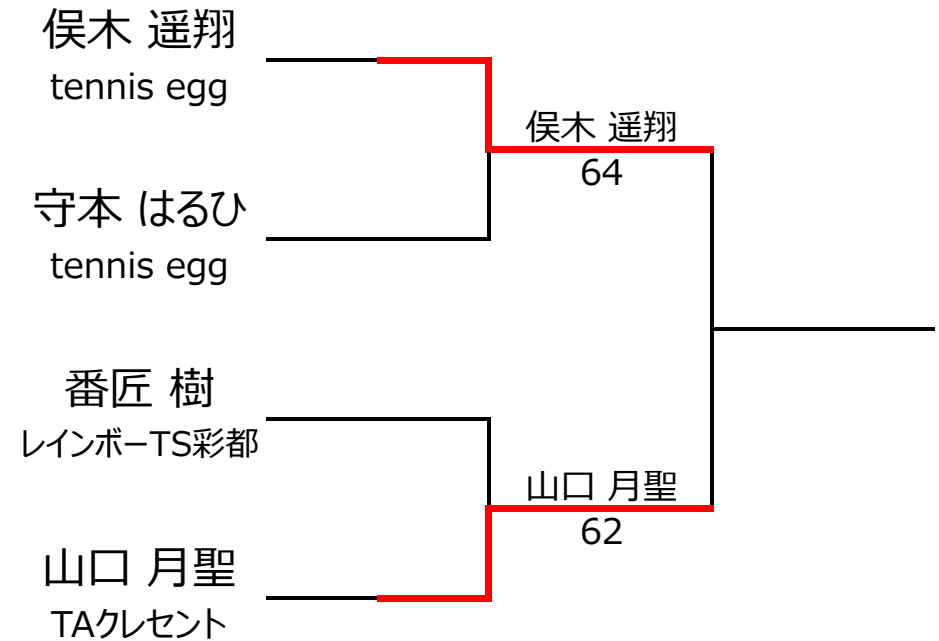 俣木 遥翔
tennis egg
俣木 遥翔
64
守本 はるひ
tennis egg
番匠 樹
レインボーTS彩都
山口 月聖
62
山口 月聖
TAクレセント